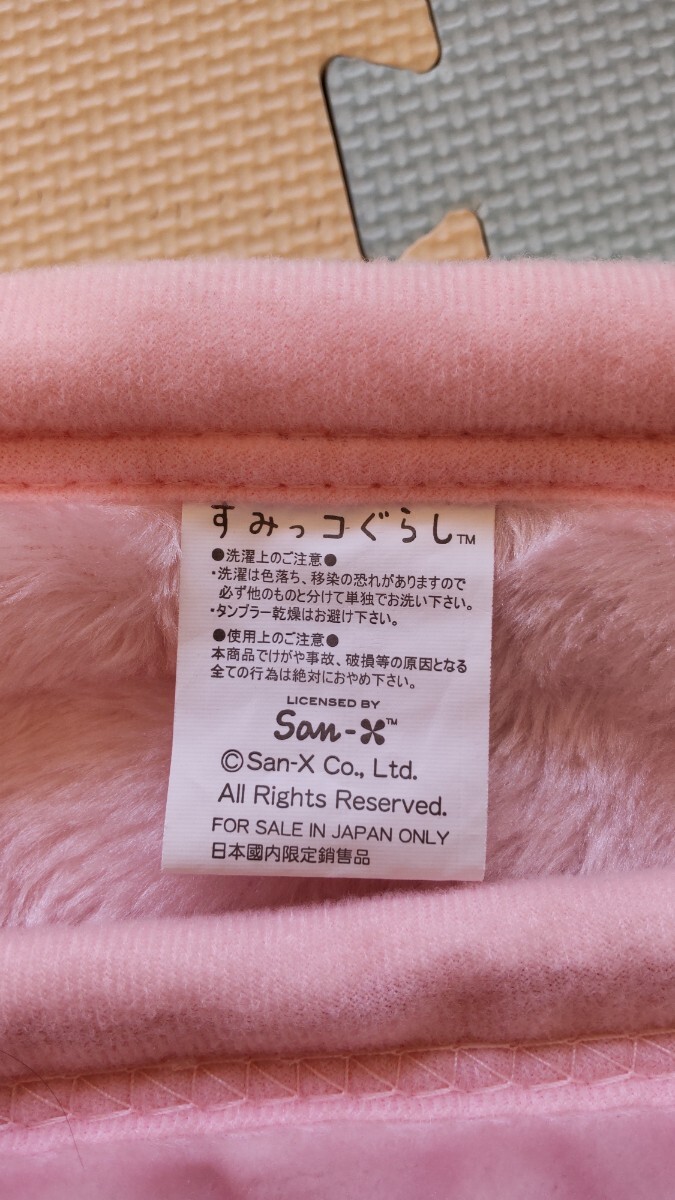 すみっコぐらし™
●洗濯上のご注意●
・洗濯は色落ち、移染の恐れがありますので
必ず他のものと分けて単独でお洗い下さい。
・タンブラー乾燥はお避け下さい。
●使用上のご注意●
本商品でけがや事故、破損等の原因となる
全ての行為は絶対におやめ下さい。
LICENSED BY
San-X™
©San-X Co., Ltd.
All Rights Reserved.
FOR SALE IN JAPAN ONLY
日本國内限定銷售品